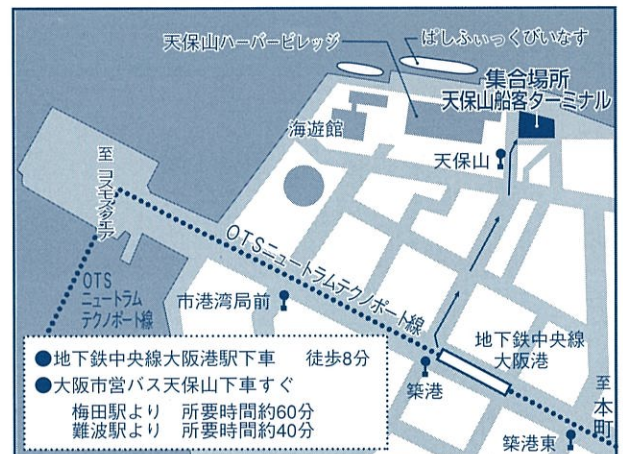 天保山ハーバービレッジ
ぱしふぃっくびいなす
集合場所
天保山船客ターミナル
海遊館
天保山
至 コスモスクエア
OTSニュートラムテクノポート線
OTS
ニュートラム
テクノポート線
市港湾局前
地下鉄中央線
大阪港
築港
至 本町
築港東
●地下鉄中央線大阪港駅下車 徒歩8分
●大阪市営バス天保山下車すぐ
梅田駅より 所要時間約60分
難波駅より 所要時間約40分